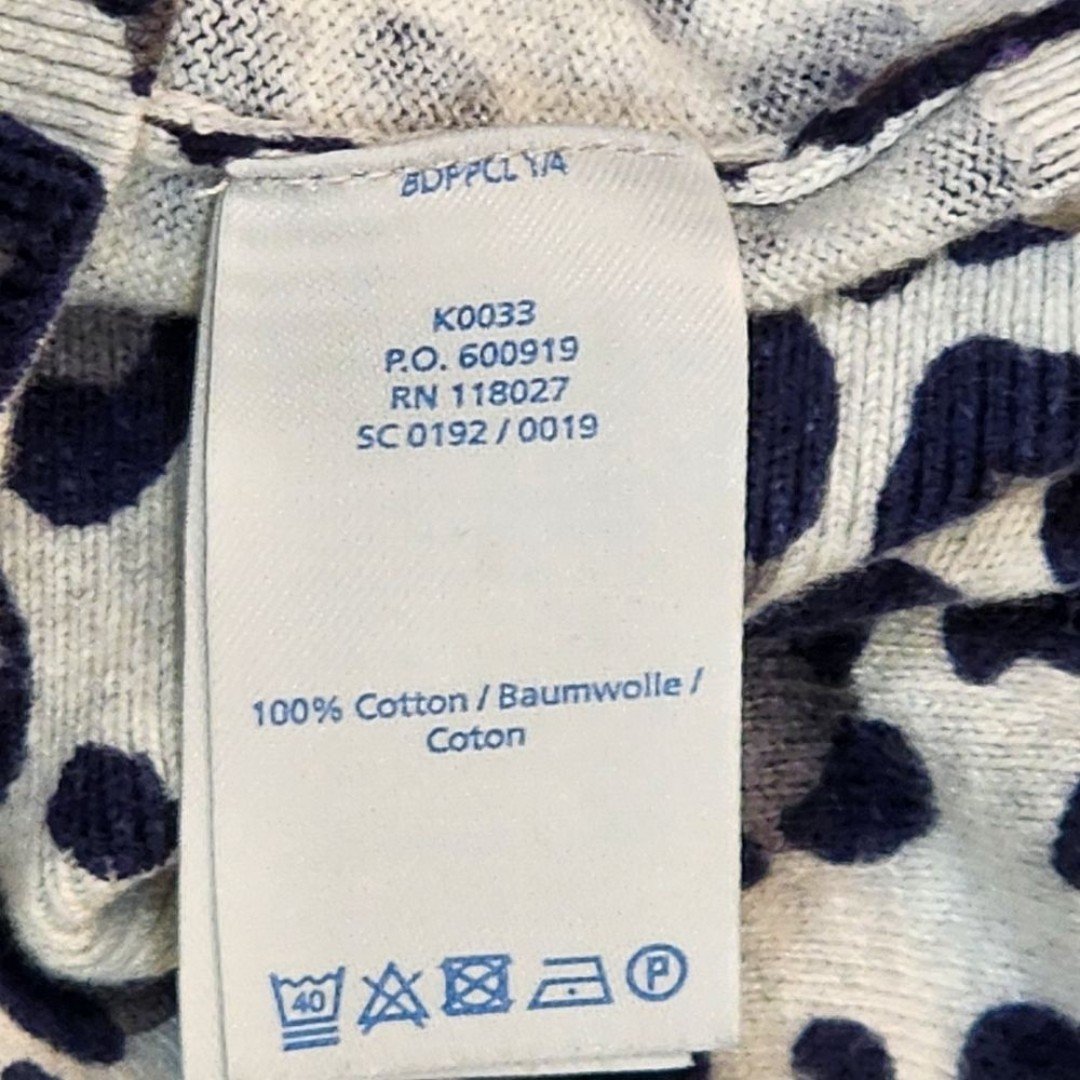 K0033
P.O. 600919
RN 118027
SC 0192 / 0019
100% Cotton / Baumwolle /
Coton
40
P